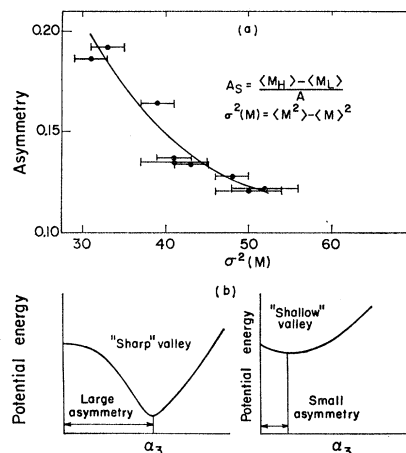 (a)
0.20
0.15
0.10
Asymmetry
A_S = (⟨M_H⟩ − ⟨M_L⟩) / A
σ²(M) = ⟨M²⟩ − ⟨M⟩²
30 40 50 60
σ²(M)
(b)
Potential energy
"Sharp" valley
Large
asymmetry
α₃
Potential energy
"Shallow"
valley
Small
asymmetry
α₃